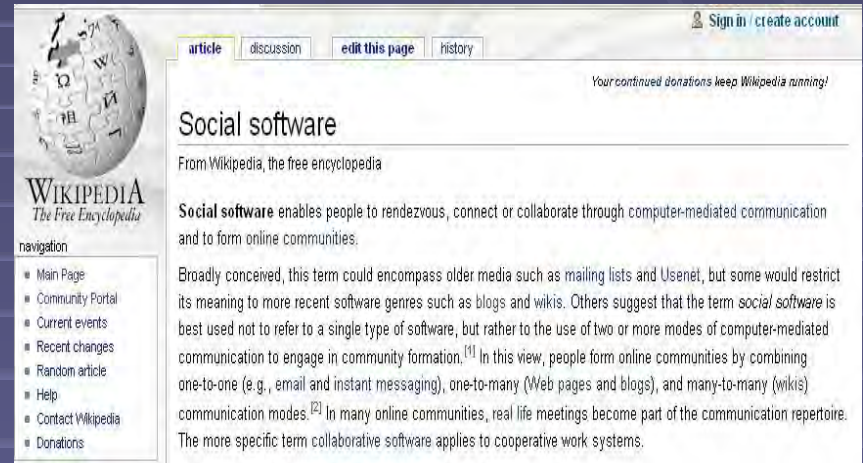 Sign in / create account
article
discussion
edit this page
history
Your continued donations keep Wikipedia running!
Social software
From Wikipedia, the free encyclopedia
Social software enables people to rendezvous, connect or collaborate through computer-mediated communication
and to form online communities.
Broadly conceived, this term could encompass older media such as mailing lists and Usenet, but some would restrict
its meaning to more recent software genres such as blogs and wikis. Others suggest that the term social software is
best used not to refer to a single type of software, but rather to the use of two or more modes of computer-mediated
communication to engage in community formation.[1] In this view, people form online communities by combining
one-to-one (e.g., email and instant messaging), one-to-many (Web pages and blogs), and many-to-many (wikis)
communication modes.[2] In many online communities, real life meetings become part of the communication repertoire.
The more specific term collaborative software applies to cooperative work systems.
Ω
W
И
祖
WIKIPEDIA
The Free Encyclopedia
navigation
Main Page
Community Portal
Current events
Recent changes
Random article
Help
Contact Wikipedia
Donations